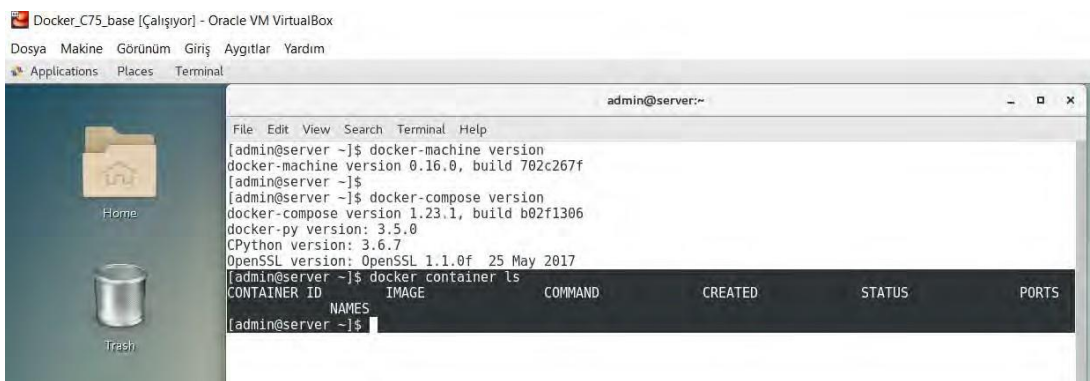 Docker_C75_base [Çalışıyor] - Oracle VM VirtualBox
Dosya Makine Görünüm Giriş Aygıtlar Yardım
Applications Places Terminal
admin@server:~
File Edit View Search Terminal Help
[admin@server ~]$ docker-machine version
docker-machine version 0.16.0, build 702c267f
[admin@server ~]$
[admin@server ~]$ docker-compose version
docker-compose version 1.23.1, build b02f1306
docker-py version: 3.5.0
CPython version: 3.6.7
OpenSSL version: OpenSSL 1.1.0f 25 May 2017
[admin@server ~]$ docker container ls
CONTAINER ID IMAGE COMMAND CREATED STATUS PORTS
NAMES
[admin@server ~]$
Home
Trash